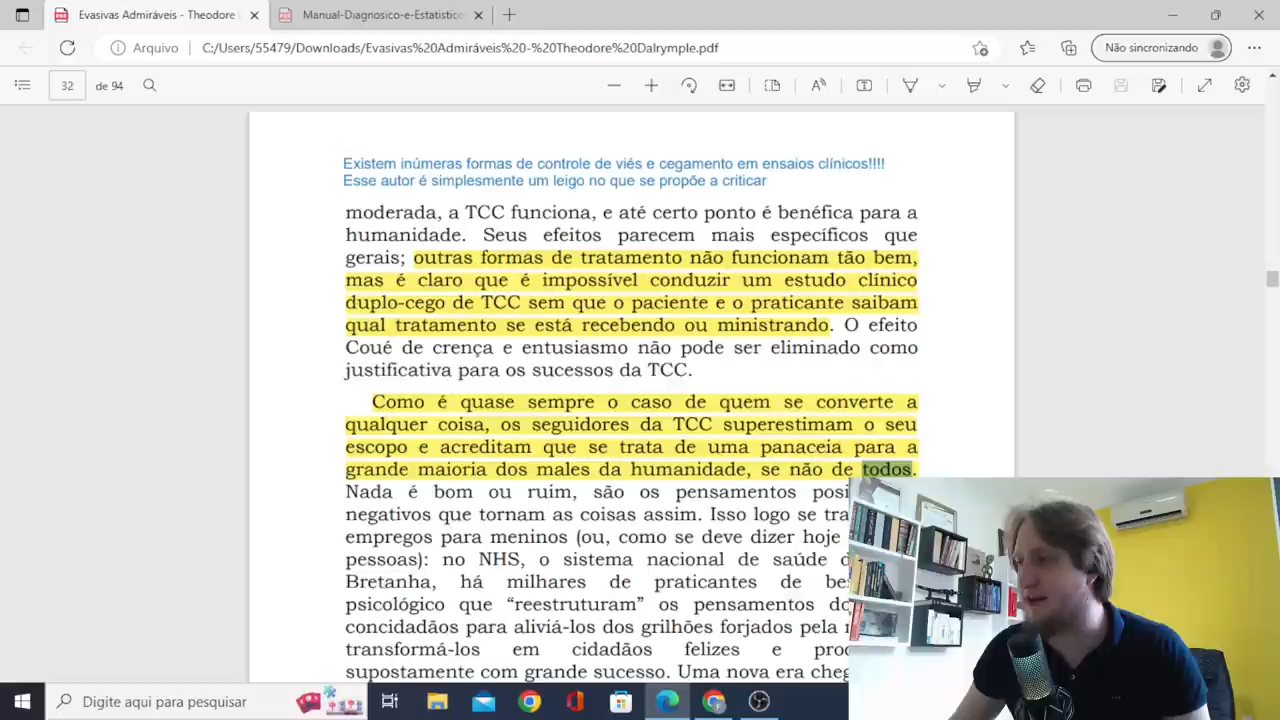 Evasivas Admiráveis - Theodore
Manual-Diagnosico-e-Estatistico
Arquivo
C:/Users/55479/Downloads/Evasivas%20Admiráveis%20-%20Theodore%20Dalrymple.pdf
Não sincronizando
32 de 94
Existem inúmeras formas de controle de viés e cegamento em ensaios clínicos!!!!
Esse autor é simplesmente um leigo no que se propõe a criticar
moderada, a TCC funciona, e até certo ponto é benéfica para a
humanidade. Seus efeitos parecem mais específicos que
gerais; outras formas de tratamento não funcionam tão bem,
mas é claro que é impossível conduzir um estudo clínico
duplo-cego de TCC sem que o paciente e o praticante saibam
qual tratamento se está recebendo ou ministrando. O efeito
Coué de crença e entusiasmo não pode ser eliminado como
justificativa para os sucessos da TCC.
Como é quase sempre o caso de quem se converte a
qualquer coisa, os seguidores da TCC superestimam o seu
escopo e acreditam que se trata de uma panaceia para a
grande maioria dos males da humanidade, se não de todos.
Nada é bom ou ruim, são os pensamentos
negativos que tornam as coisas assim. Isso logo se
empregos para meninos (ou, como se deve dizer hoje
pessoas): no NHS, o sistema nacional de saúde
Bretanha, há milhares de praticantes de
psicológico que “reestruturam” os pensamentos
concidadãos para aliviá-los dos grilhões forjados pela
transformá-los em cidadãos felizes e
supostamente com grande sucesso. Uma nova era
Digite aqui para pesquisar